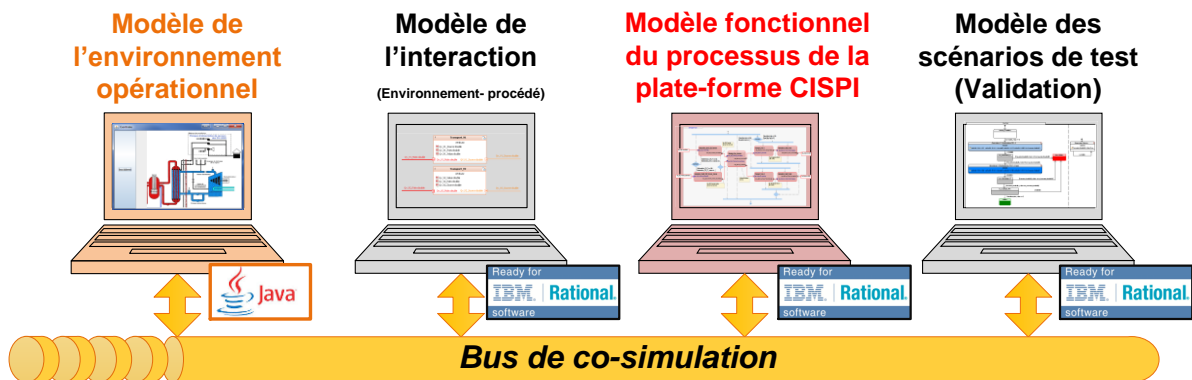 Modèle de
l’environnement
opérationnel
Modèle de
l’interaction
(Environnement- procédé)
Modèle fonctionnel
du processus de la
plate-forme CISPI
Modèle des
scénarios de test
(Validation)
Java
Ready for
IBM. Rational.
software
Ready for
IBM. Rational.
software
Ready for
IBM. Rational.
software
Bus de co-simulation